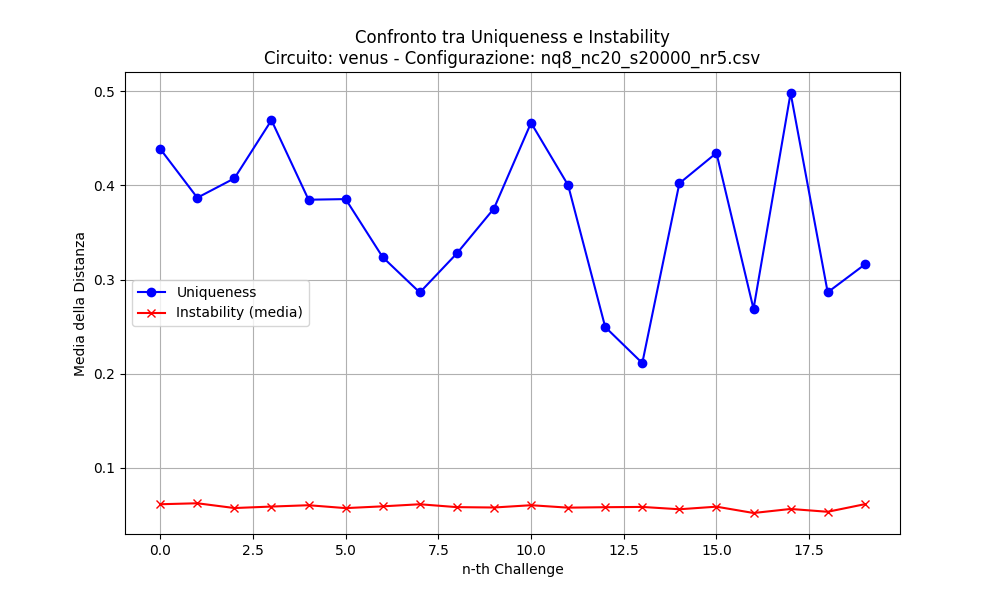 Confronto tra Uniqueness e Instability
Circuito: venus - Configurazione: nq8_nc20_s20000_nr5.csv
Media della Distanza
0.5
0.4
0.3
0.2
0.1
Uniqueness
Instability (media)
0.0 2.5 5.0 7.5 10.0 12.5 15.0 17.5
n-th Challenge